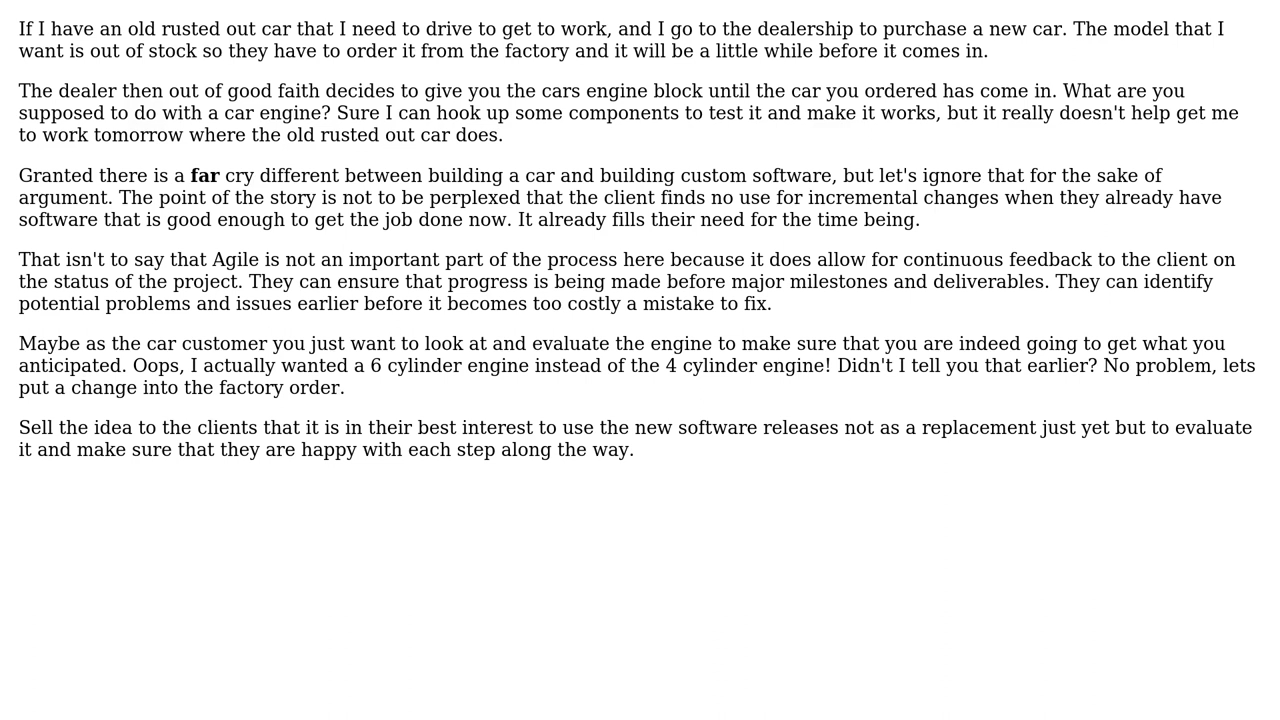 If I have an old rusted out car that I need to drive to get to work, and I go to the dealership to purchase a new car. The model that I
want is out of stock so they have to order it from the factory and it will be a little while before it comes in.
The dealer then out of good faith decides to give you the cars engine block until the car you ordered has come in. What are you
supposed to do with a car engine? Sure I can hook up some components to test it and make it works, but it really doesn't help get me
to work tomorrow where the old rusted out car does.
Granted there is a far cry different between building a car and building custom software, but let's ignore that for the sake of
argument. The point of the story is not to be perplexed that the client finds no use for incremental changes when they already have
software that is good enough to get the job done now. It already fills their need for the time being.
That isn't to say that Agile is not an important part of the process here because it does allow for continuous feedback to the client on
the status of the project. They can ensure that progress is being made before major milestones and deliverables. They can identify
potential problems and issues earlier before it becomes too costly a mistake to fix.
Maybe as the car customer you just want to look at and evaluate the engine to make sure that you are indeed going to get what you
anticipated. Oops, I actually wanted a 6 cylinder engine instead of the 4 cylinder engine! Didn't I tell you that earlier? No problem, lets
put a change into the factory order.
Sell the idea to the clients that it is in their best interest to use the new software releases not as a replacement just yet but to evaluate
it and make sure that they are happy with each step along the way.